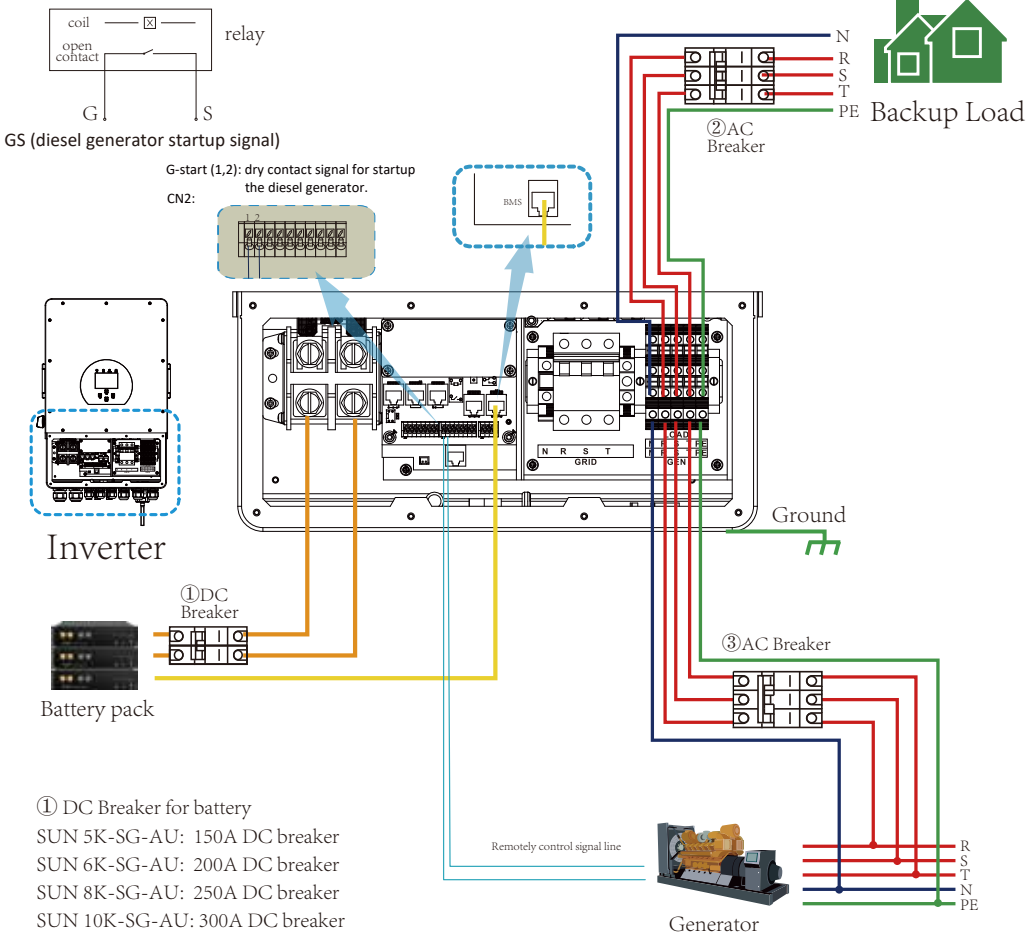 coil
X
open
contact
relay
G
S
GS (diesel generator startup signal)
G-start (1,2): dry contact signal for startup
the diesel generator.
CN2:
1 2
BMS
N
R
S
T
PE
Backup Load
②AC
Breaker
LOAD
N R S T PE
N R S T PE
GEN
N R S T
GRID
Ground
Inverter
①DC
Breaker
Battery pack
③AC Breaker
① DC Breaker for battery
SUN 5K-SG-AU: 150A DC breaker
SUN 6K-SG-AU: 200A DC breaker
SUN 8K-SG-AU: 250A DC breaker
SUN 10K-SG-AU: 300A DC breaker
Remotely control signal line
Generator
R
S
T
N
PE